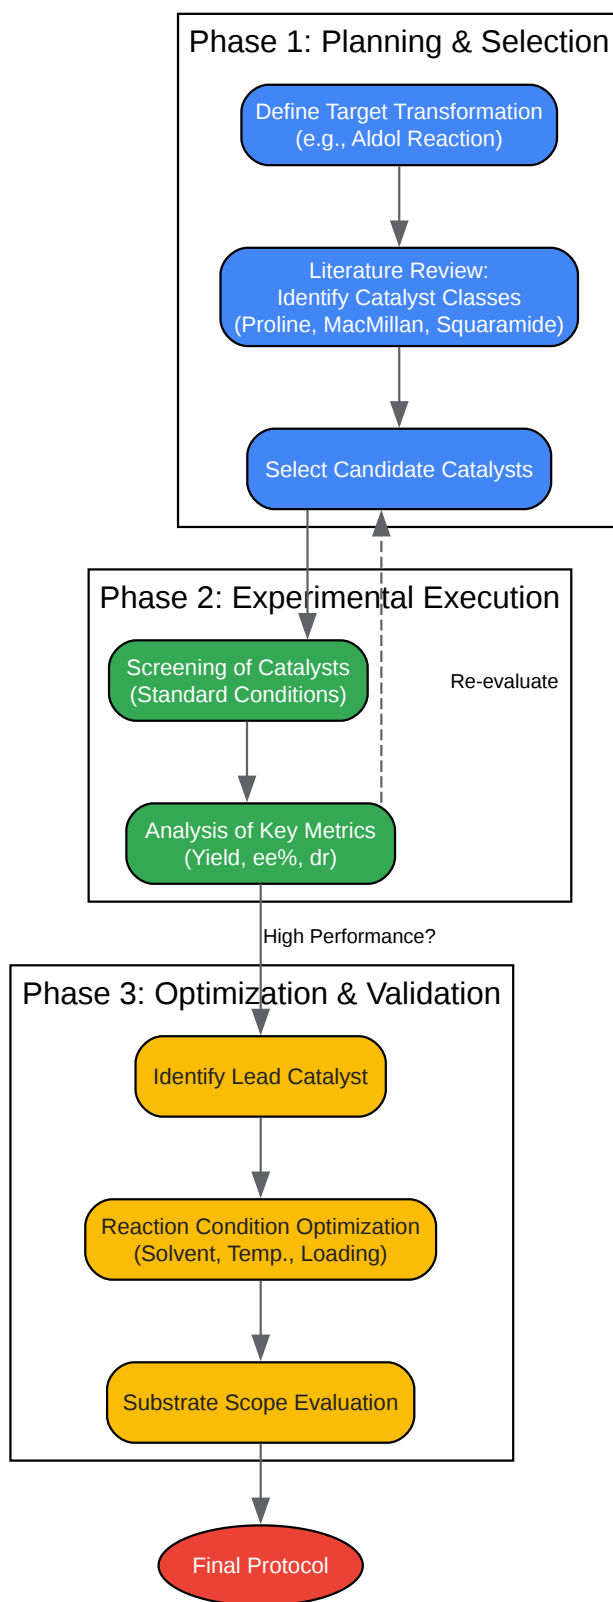 Phase 1: Planning & Selection
Define Target Transformation
(e.g., Aldol Reaction)
Literature Review:
Identify Catalyst Classes
(Proline, MacMillan, Squaramide)
Select Candidate Catalysts
Phase 2: Experimental Execution
Screening of Catalysts
(Standard Conditions)
Re-evaluate
Analysis of Key Metrics
(Yield, ee%, dr)
High Performance?
Phase 3: Optimization & Validation
Identify Lead Catalyst
Reaction Condition Optimization
(Solvent, Temp., Loading)
Substrate Scope Evaluation
Final Protocol